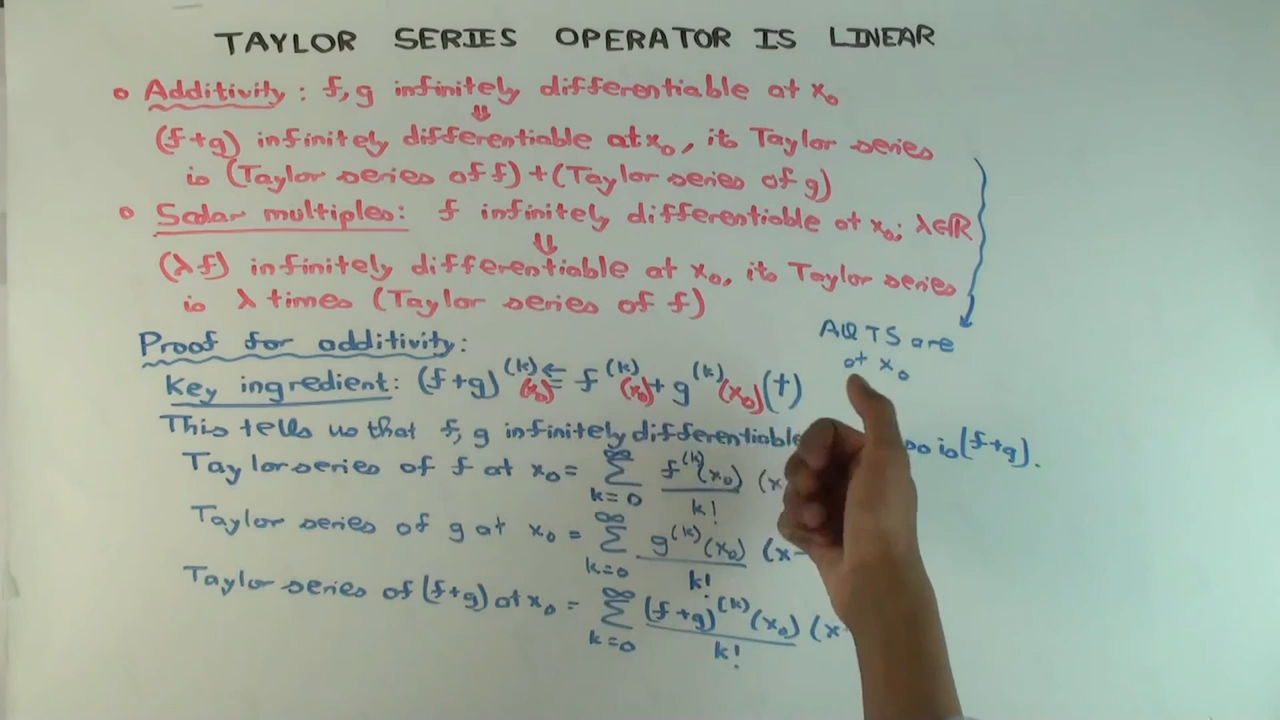 TAYLOR SERIES OPERATOR IS LINEAR
• Additivity: f, g infinitely differentiable at x₀
⇓
(f+g) infinitely differentiable at x₀, its Taylor series
is (Taylor series of f) + (Taylor series of g)
• Scalar multiples: f infinitely differentiable at x₀; λ∈ℝ
⇓
(λf) infinitely differentiable at x₀, its Taylor series
is λ times (Taylor series of f)
All TS are
at x₀
Proof for additivity:
Key ingredient: (f+g)^(k)(x₀) = f^(k)(x₀) + g^(k)(x₀) (†)
This tells us that f, g infinitely differentiable so is (f+g).
Taylor series of f at x₀ = ∑_{k=0}^∞ f^(k)(x₀)/k! (x
Taylor series of g at x₀ = ∑_{k=0}^∞ g^(k)(x₀)/k! (x-
Taylor series of (f+g) at x₀ = ∑_{k=0}^∞ (f+g)^(k)(x₀)/k! (x-